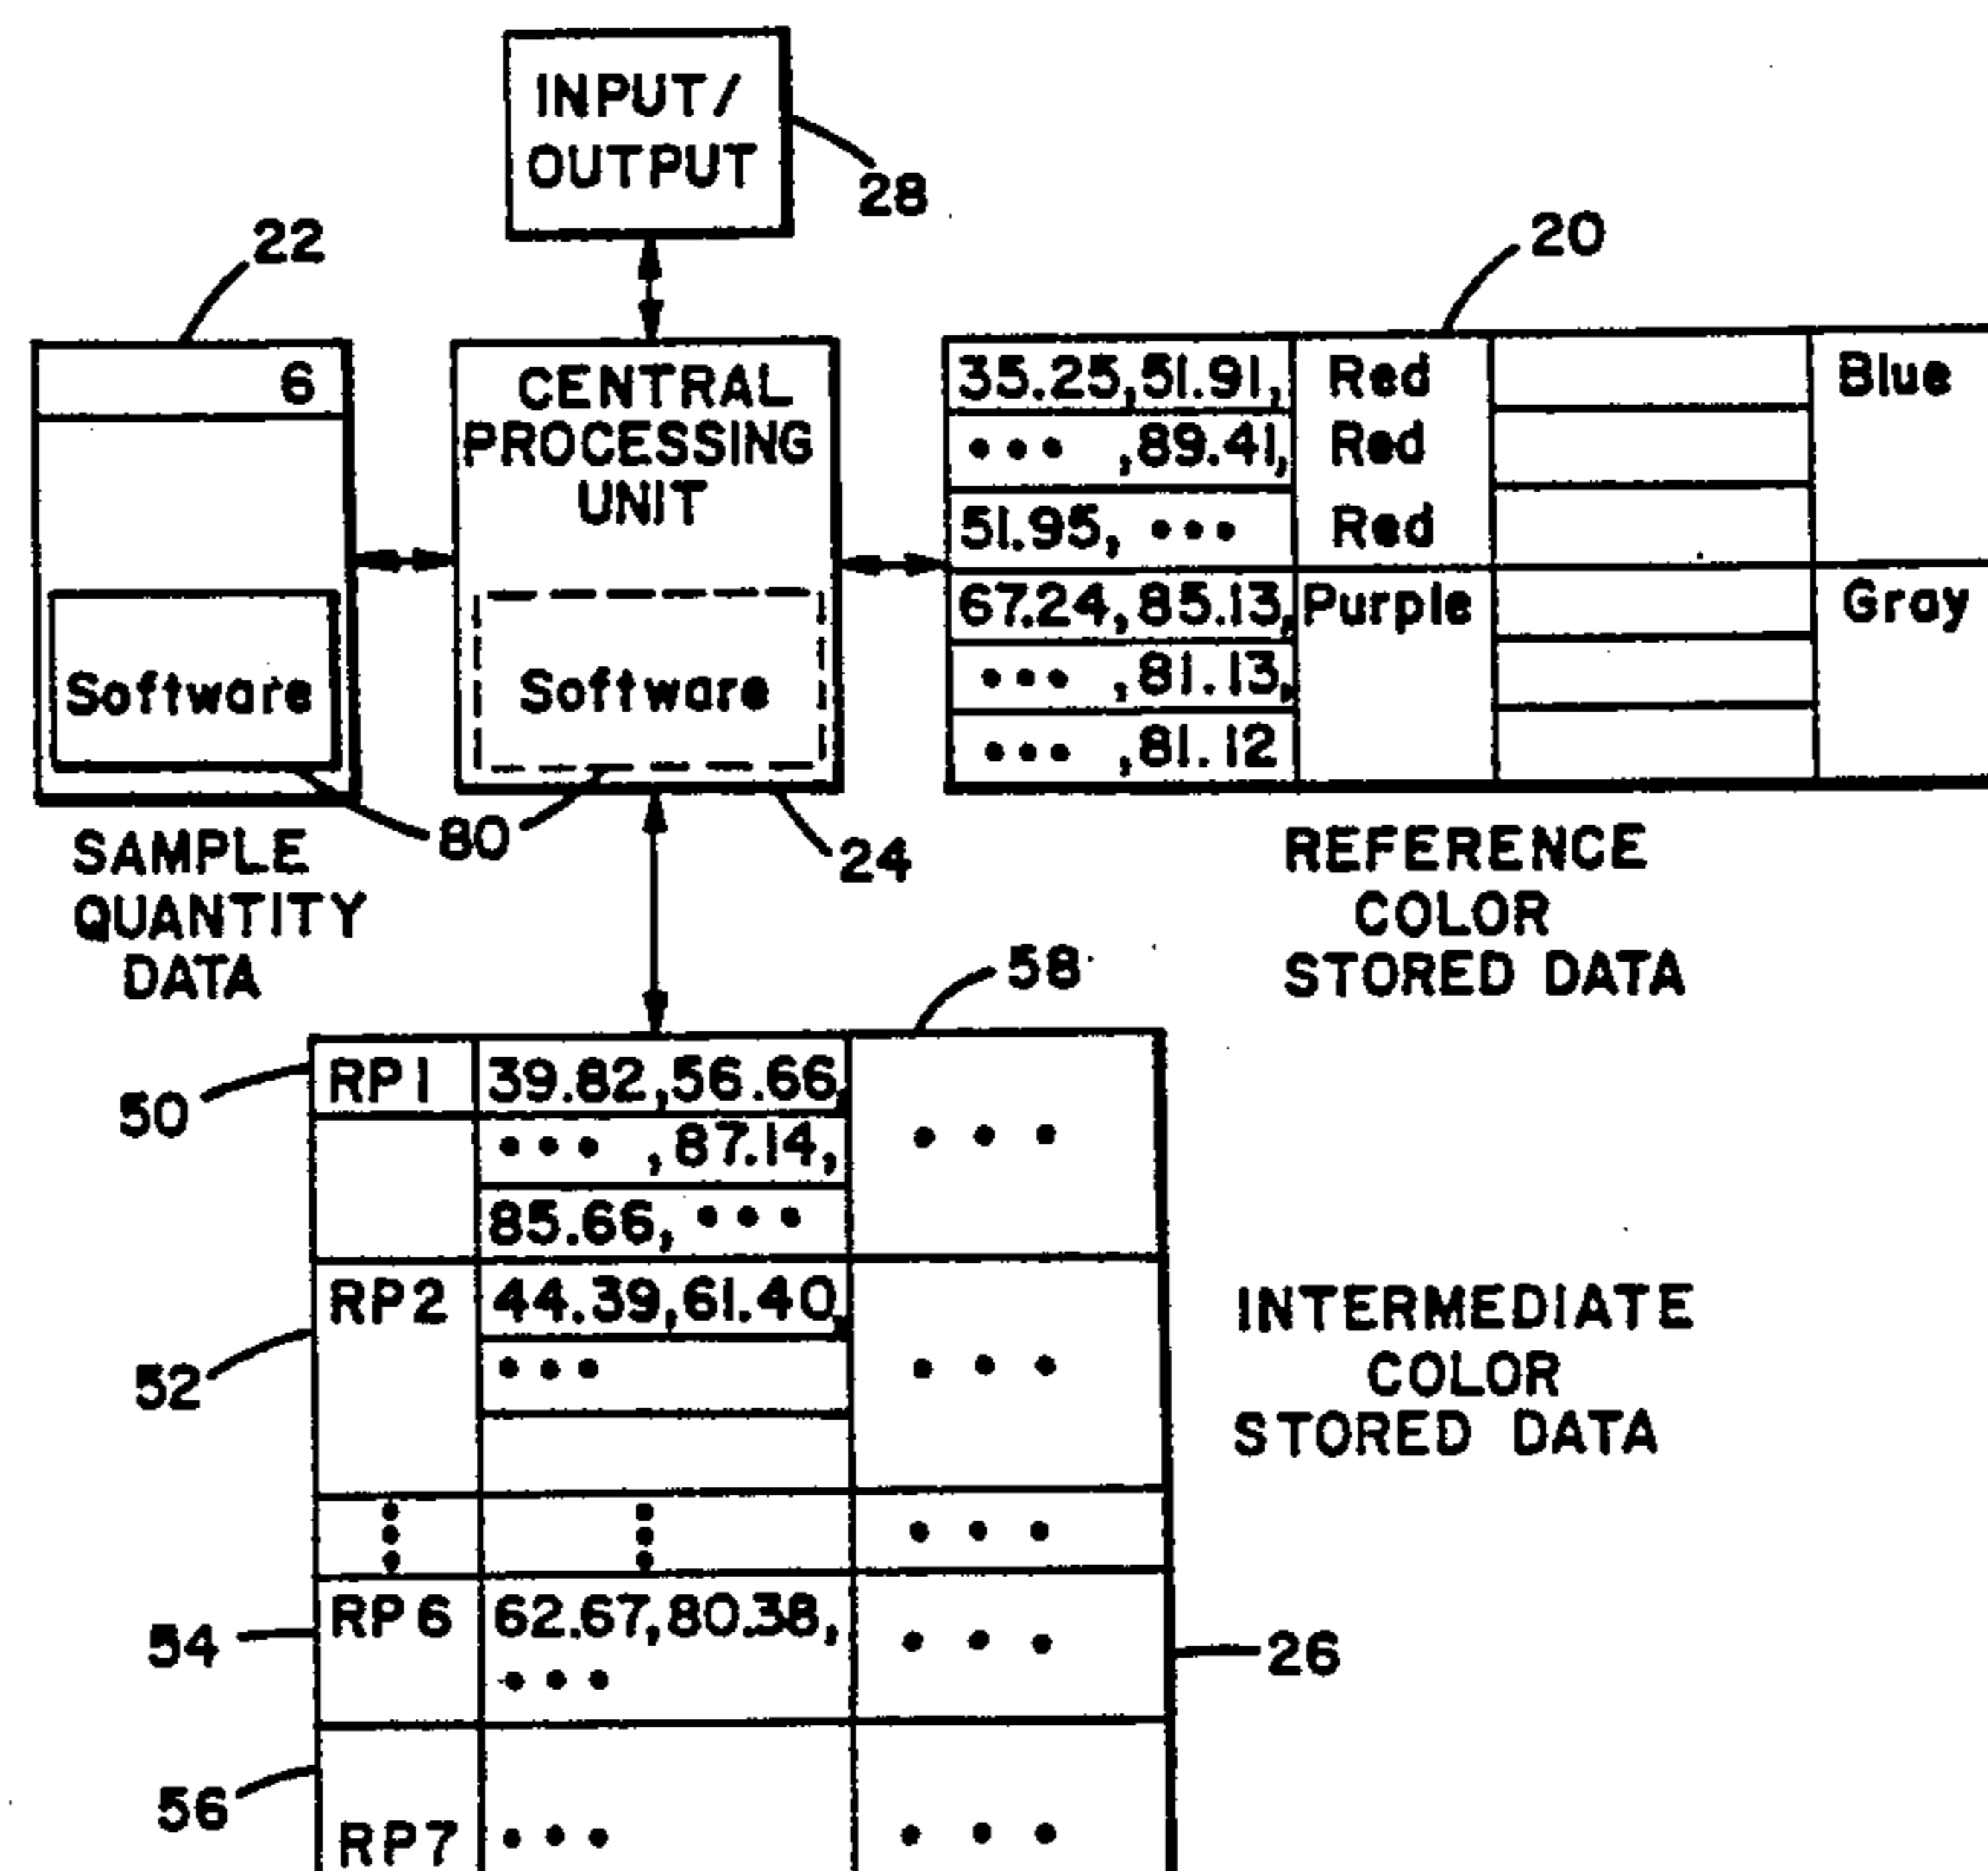 INPUT/
OUTPUT
28
22
20
6
CENTRAL
PROCESSING
UNIT
Software
Software
35.25,51.91, Red Blue
••• ,89.41, Red
51.95, ••• Red
67.24,85.13, Purple Gray
••• ,81.13,
••• ,81.12
80
24
SAMPLE
QUANTITY
DATA
REFERENCE
COLOR
STORED DATA
58
50
RP1 39.82,56.66, •••
••• ,87.14,
85.66, •••
52
RP2 44.39,61.40, •••
•••
INTERMEDIATE
COLOR
STORED DATA
•••
54
RP6 62.67,80.38, •••
•••
26
56
RP7 ••• •••